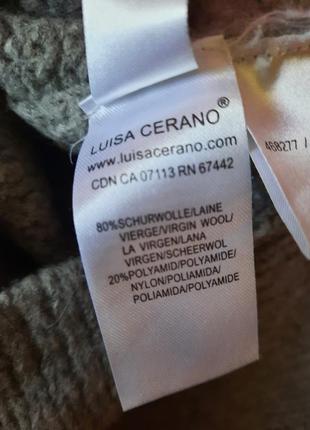 LUISA CERANO®
www.luisacerano.com
CDN CA 07113 RN 67442
80%SCHURWOLLE/LAINE
VIERGE/VIRGIN WOOL/
LA VIRGEN/LANA
VIRGEN/SCHEERWOL
20%POLYAMID/POLYAMIDE/
NYLON/POLIAMIDA/
POLIAMIDA/POLYAMIDE
468277 /